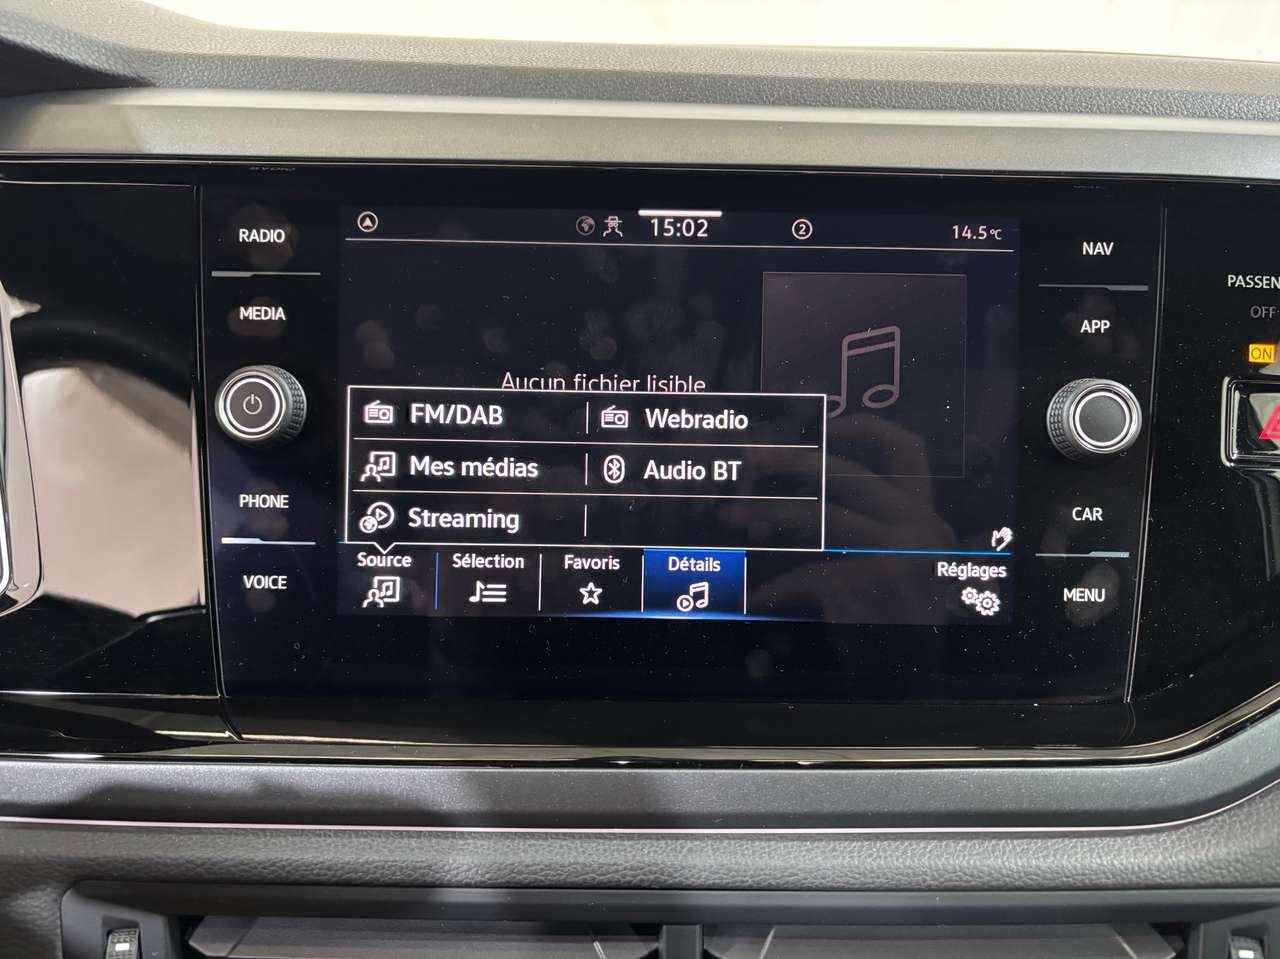 RADIO
MEDIA
PHONE
VOICE
15:02
2
14.5°C
Aucun fichier lisible
FM/DAB
Webradio
Mes médias
Audio BT
Streaming
Source
Sélection
Favoris
Détails
Réglages
NAV
APP
CAR
MENU
PASSEN
OFF
ON